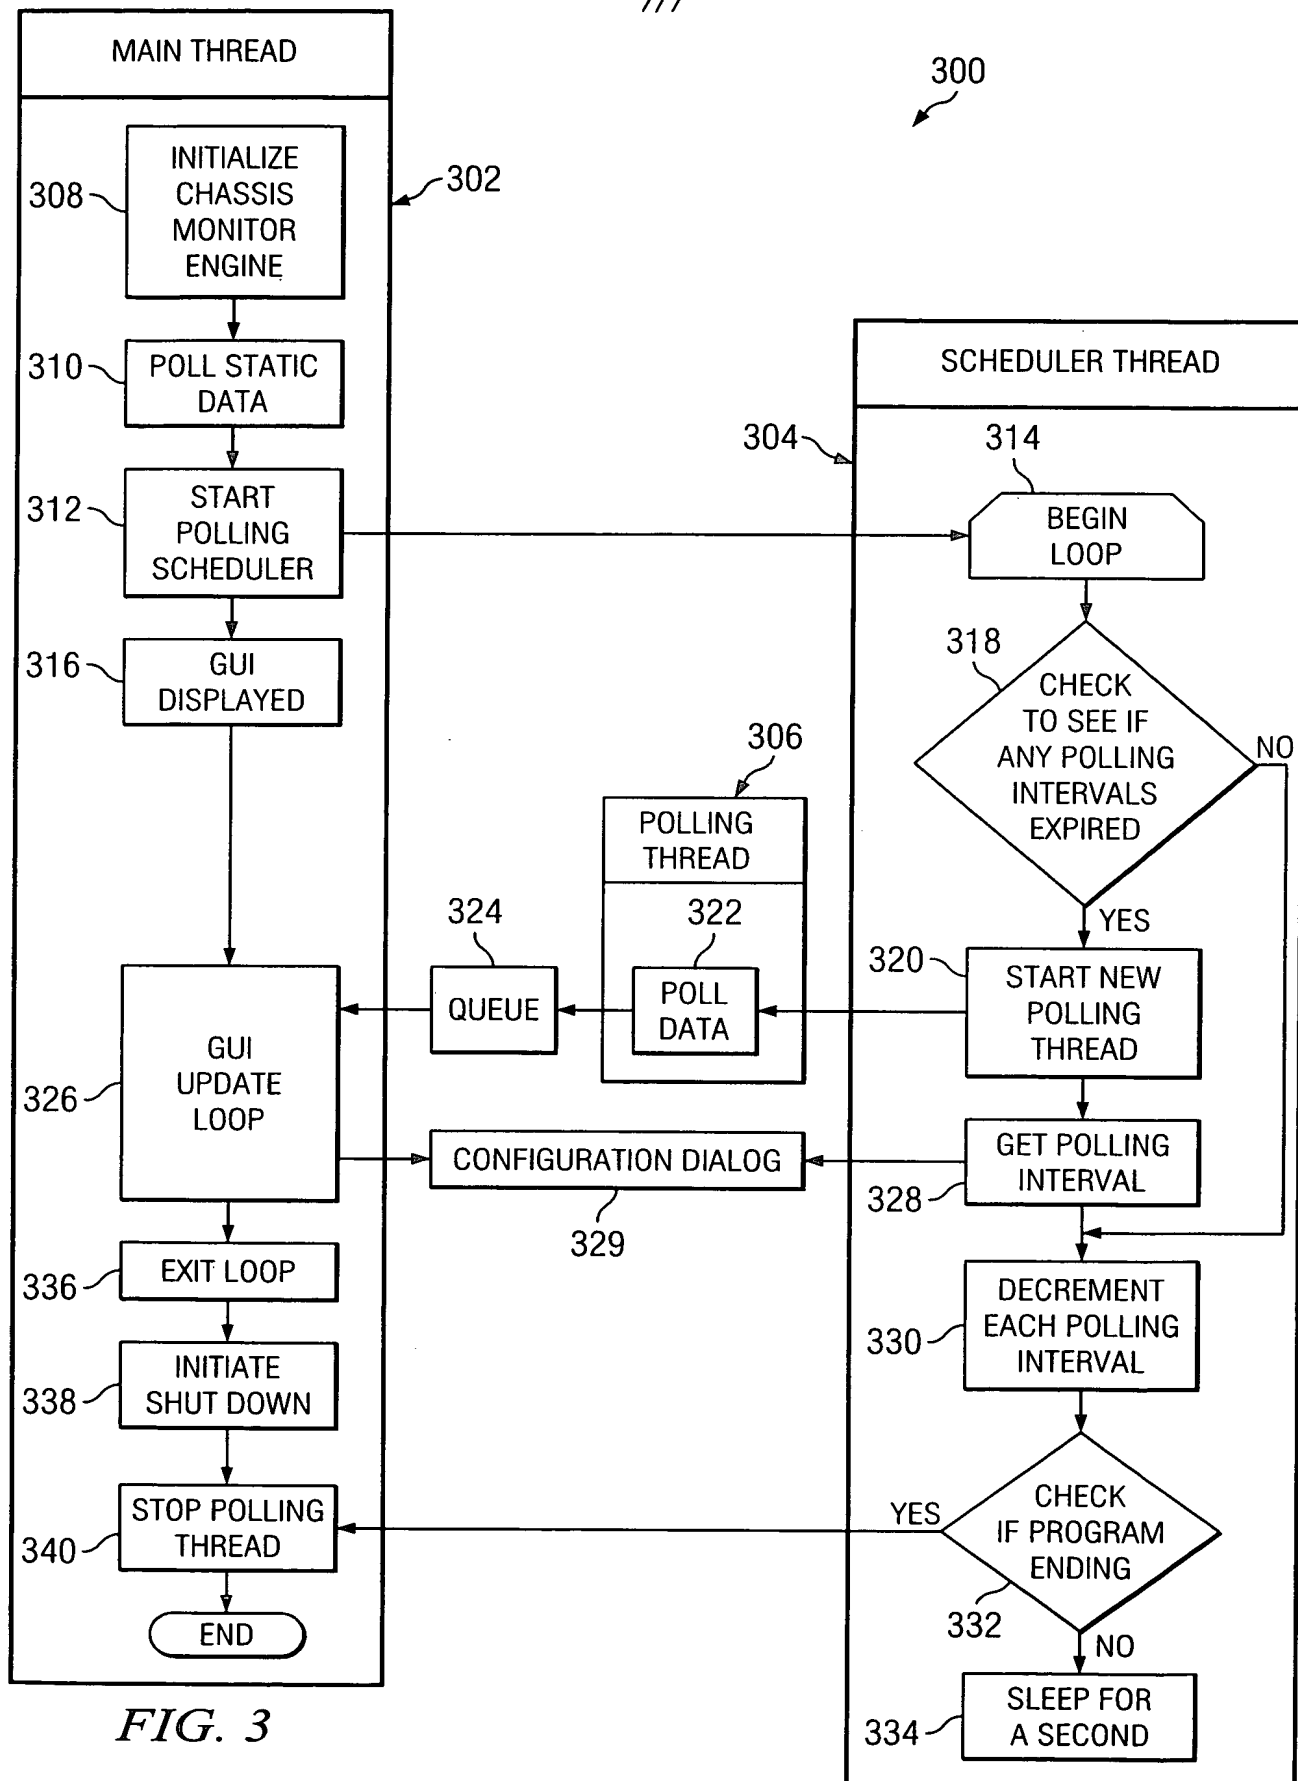 MAIN THREAD
300
INITIALIZE
CHASSIS
MONITOR
ENGINE
308
302
310
POLL STATIC
DATA
SCHEDULER THREAD
304
314
312
START
POLLING
SCHEDULER
BEGIN
LOOP
316
GUI
DISPLAYED
318
CHECK
TO SEE IF
ANY POLLING
INTERVALS
EXPIRED
NO
YES
306
POLLING
THREAD
324
322
320
QUEUE
POLL
DATA
START NEW
POLLING
THREAD
326
GUI
UPDATE
LOOP
CONFIGURATION DIALOG
329
GET POLLING
INTERVAL
328
336
EXIT LOOP
DECREMENT
EACH POLLING
INTERVAL
330
338
INITIATE
SHUT DOWN
340
STOP POLLING
THREAD
YES
CHECK
IF PROGRAM
ENDING
332
NO
END
SLEEP FOR
A SECOND
334
FIG. 3